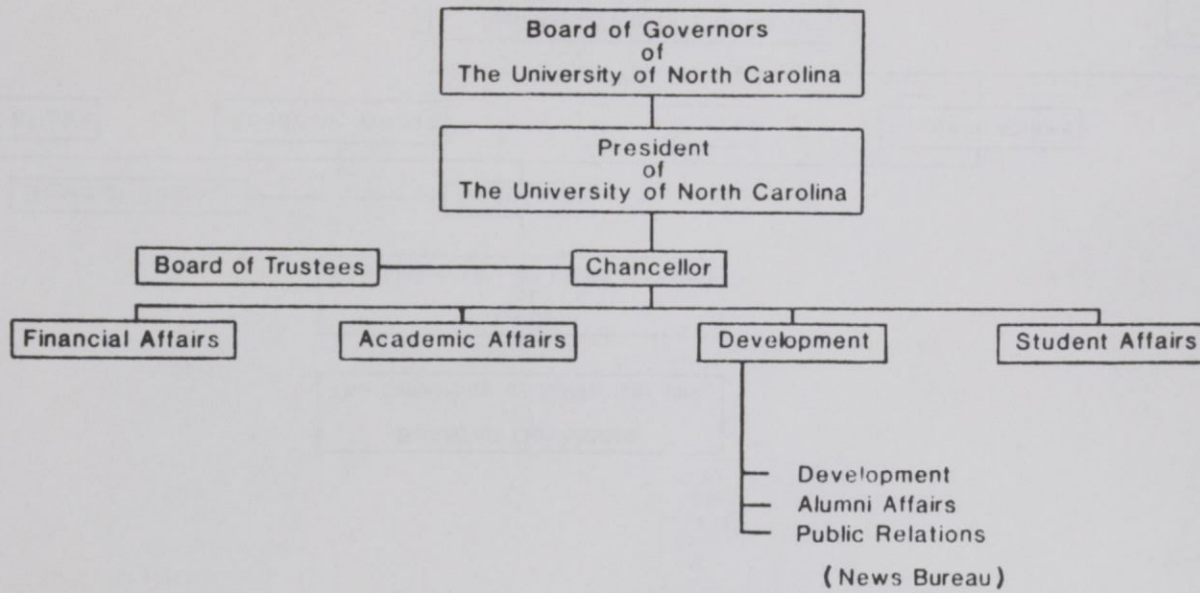 Board of Governors
of
The University of North Carolina
President
of
The University of North Carolina
Board of Trustees
Chancellor
Financial Affairs
Academic Affairs
Development
Student Affairs
Development
Alumni Affairs
Public Relations
(News Bureau)